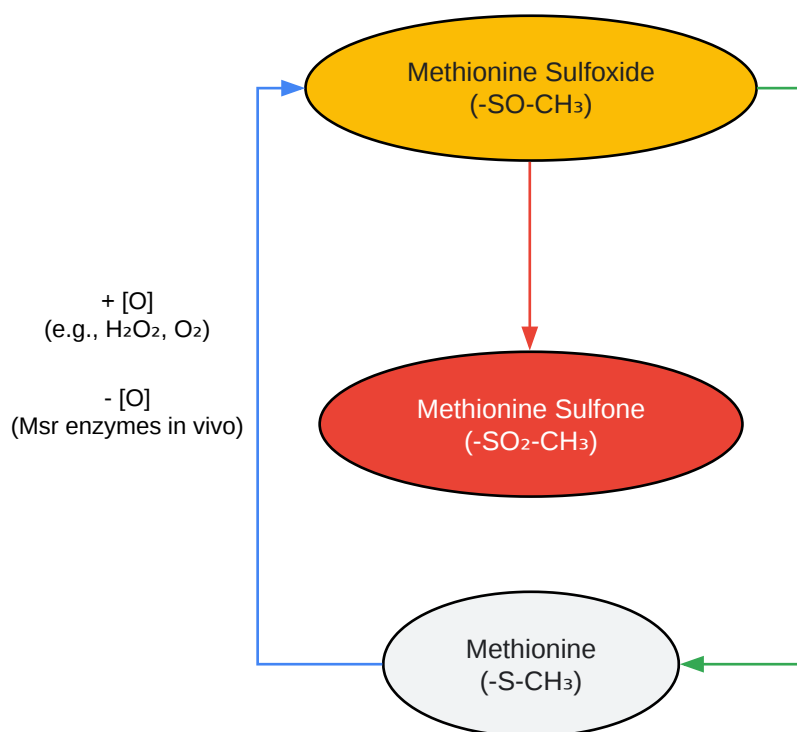 Methionine Sulfoxide
(-SO-CH₃)
+ [O]
(e.g., H₂O₂, O₂)
- [O]
(Msr enzymes in vivo)
Methionine Sulfone
(-SO₂-CH₃)
Methionine
(-S-CH₃)